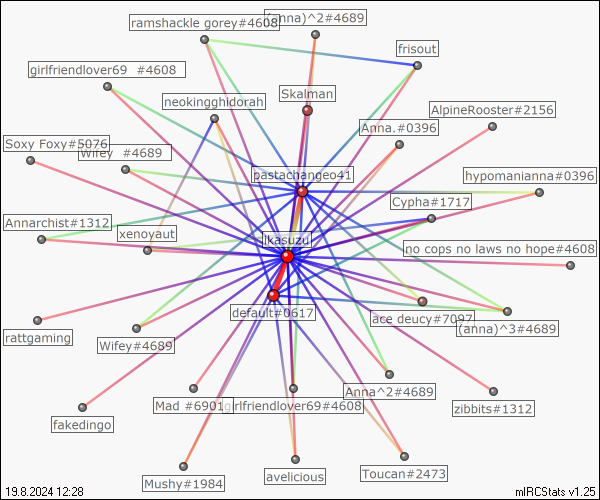 ramshackle gorey#4608
(anna)^2#4689
frisout
girlfriendlover69 #4608
neokingghidorah
Skalman
AlpineRooster#2156
Anna.#0396
Soxy Foxy#5076
Wifey #4689
pastachangeo41
hypomanianna#0396
Cypha#1717
Annarchist#1312
xenoyaut
ikasuzu
no cops no laws no hope#4608
default#0617
ace deucy#7097
(anna)^3#4689
rattgaming
Wifey#4689
Mad #6901
girlfriendlover69#4608
Anna^2#4689
zibbits#1312
fakedingo
Mushy#1984
avelicious
Toucan#2473
19.8.2024 12:28
mIRCStats v1.25